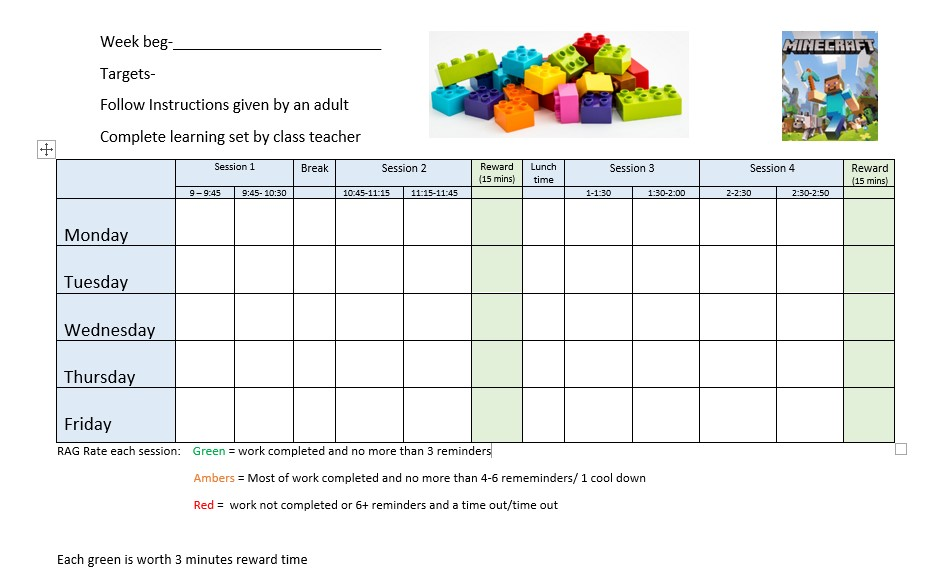 Week beg-
Targets-
Follow Instructions given by an adult
Complete learning set by class teacher
MINECRAFT
Session 1 Break Session 2 Reward (15 mins) Lunch time Session 3 Session 4 Reward (15 mins)
9 – 9:45 9:45- 10:30 10:45-11:15 11:15-11:45 1-1:30 1:30-2:00 2-2:30 2:30-2:50
Monday
Tuesday
Wednesday
Thursday
Friday
RAG Rate each session: Green = work completed and no more than 3 reminders
Ambers = Most of work completed and no more than 4-6 rememinders/ 1 cool down
Red = work not completed or 6+ reminders and a time out/time out
Each green is worth 3 minutes reward time